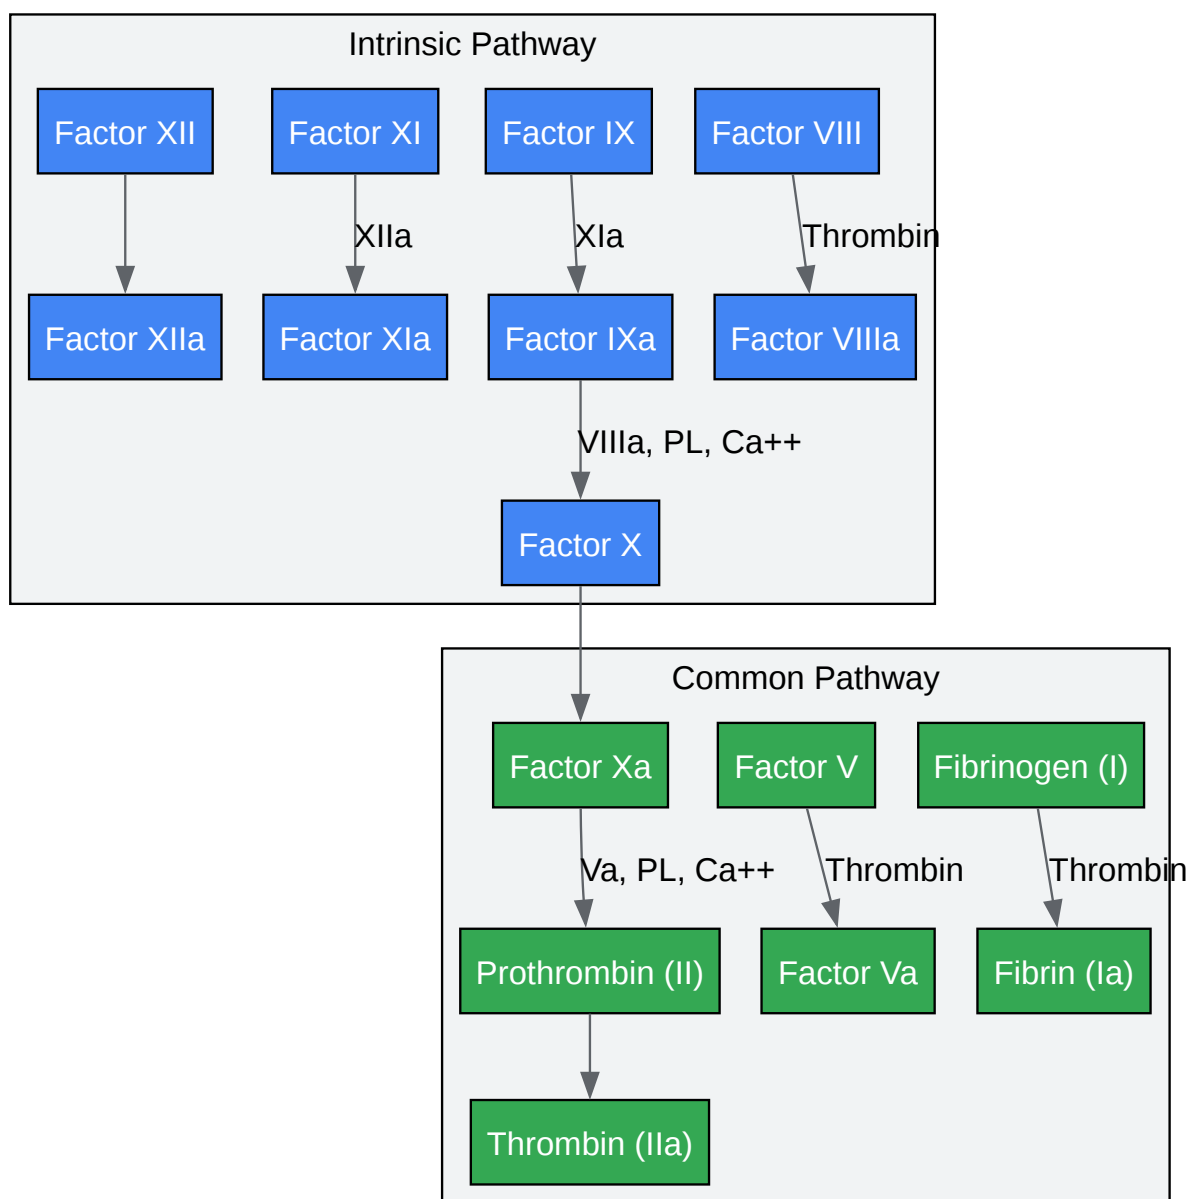 Intrinsic Pathway
Factor XII
Factor XI
Factor IX
Factor VIII
XIIa
XIa
Thrombin
Factor XIIa
Factor XIa
Factor IXa
Factor VIIIa
VIIIa, PL, Ca++
Factor X
Common Pathway
Factor Xa
Factor V
Fibrinogen (I)
Va, PL, Ca++
Thrombin
Thrombin
Prothrombin (II)
Factor Va
Fibrin (Ia)
Thrombin (IIa)